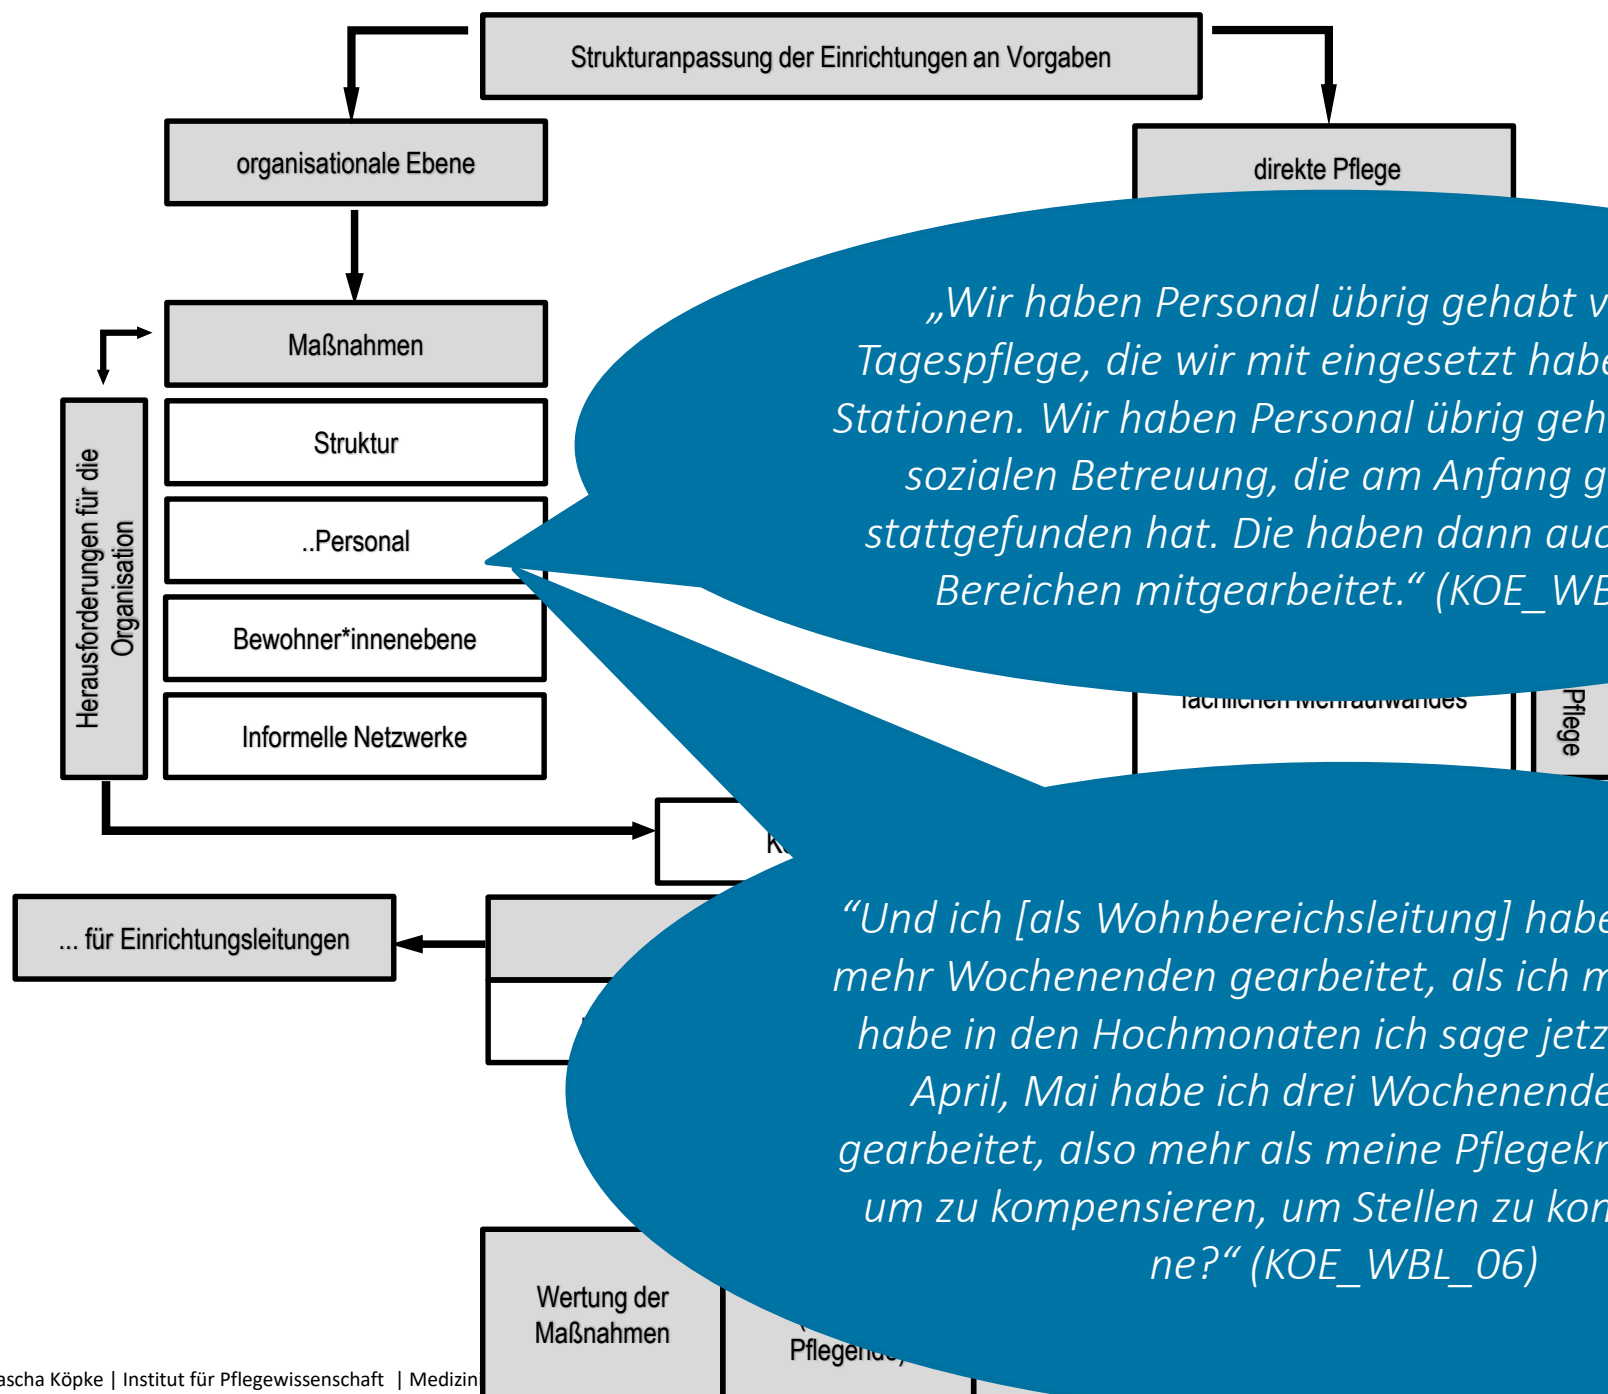 Strukturanpassung der Einrichtungen an Vorgaben
organisationale Ebene
direkte Pflege
Maßnahmen
Struktur
..Personal
Bewohner*innenebene
Informelle Netzwerke
Herausforderungen für die
Organisation
„Wir haben Personal übrig gehabt v
Tagespflege, die wir mit eingesetzt habe
Stationen. Wir haben Personal übrig geh
sozialen Betreuung, die am Anfang g
stattgefunden hat. Die haben dann auc
Bereichen mitgearbeitet.“ (KOE_WB
fachlichen Mehraufwandes
Pflege
... für Einrichtungsleitungen
“Und ich [als Wohnbereichsleitung] habe
mehr Wochenenden gearbeitet, als ich m
habe in den Hochmonaten ich sage jetz
April, Mai habe ich drei Wochenende
gearbeitet, also mehr als meine Pflegekr
um zu kompensieren, um Stellen zu kom
ne?“ (KOE_WBL_06)
Wertung der
Maßnahmen
Pflegende)
ascha Köpke | Institut für Pflegewissenschaft | Medizin